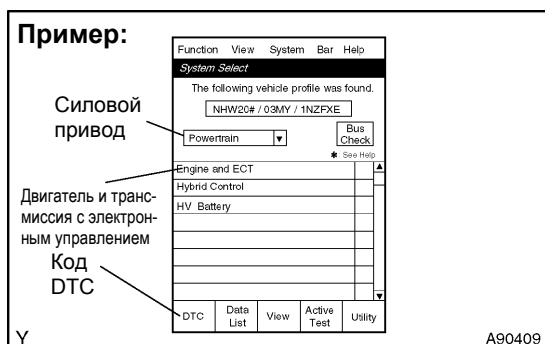 Пример:
Function View System Bar Help
System Select
The following vehicle profile was found.
NHW20# / 03MY / 1NZFXE
Силовой
привод
Powertrain ▼
Bus
Check
✱ See Help
Engine and ECT
Hybrid Control
HV Battery
Двигатель и транс-
миссия с электрон-
ным управлением
Код
DTC
DTC
Data
List
View
Active
Test
Utility
Y
A90409